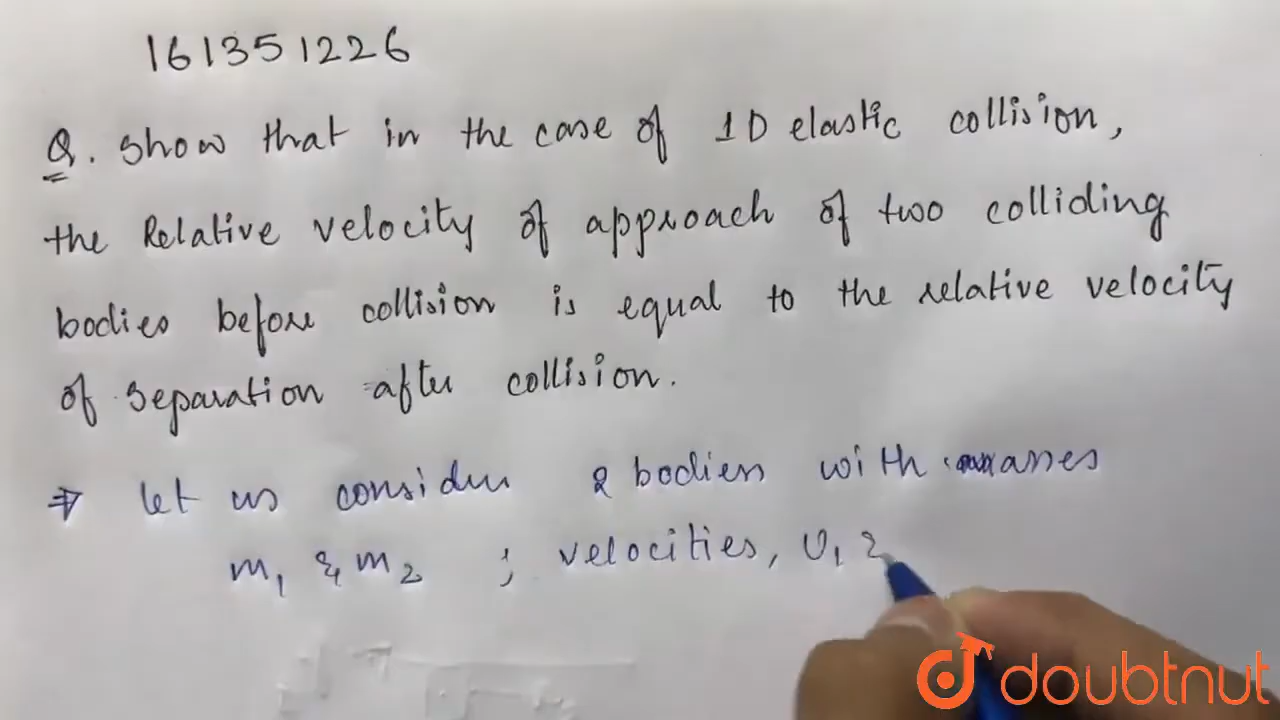 161351226
Q. Show that in the case of 1D elastic collision,
the Relative velocity of approach of two colliding
bodies before collision is equal to the relative velocity
of separation after collision.
⇒ let us consider 2 bodies with masses
m₁ & m₂ ; velocities, U₁ &
doubtnut